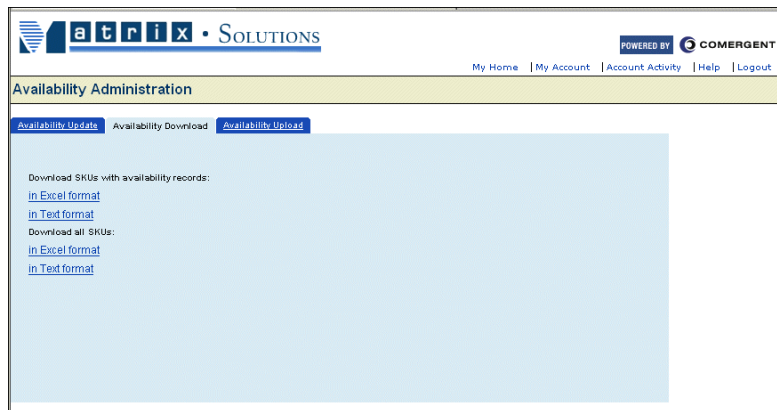 Matrix • SOLUTIONS
POWERED BY COMERGENT
My Home | My Account | Account Activity | Help | Logout
Availability Administration
Availability Update Availability Download Availability Upload
Download SKUs with availability records:
in Excel format
in Text format
Download all SKUs:
in Excel format
in Text format